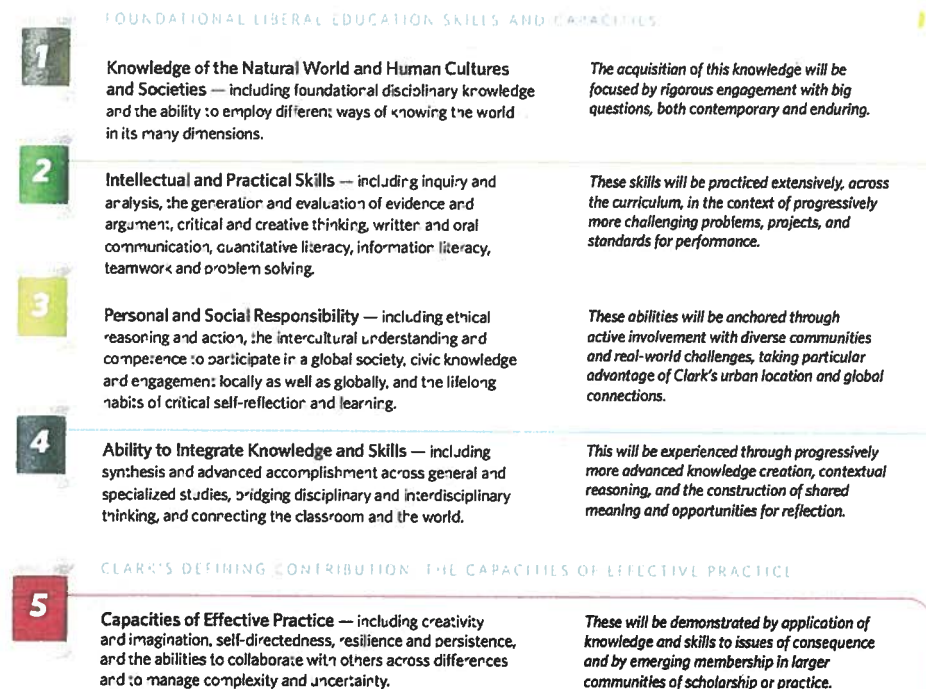 FOUNDATIONAL LIBERAL EDUCATION SKILLS AND CAPACITIES
1
Knowledge of the Natural World and Human Cultures
and Societies — including foundational disciplinary knowledge
and the ability to employ different ways of knowing the world
in its many dimensions.
The acquisition of this knowledge will be
focused by rigorous engagement with big
questions, both contemporary and enduring.
2
Intellectual and Practical Skills — including inquiry and
analysis, the generation and evaluation of evidence and
argument, critical and creative thinking, written and oral
communication, quantitative literacy, information literacy,
teamwork and problem solving.
These skills will be practiced extensively, across
the curriculum, in the context of progressively
more challenging problems, projects, and
standards for performance.
3
Personal and Social Responsibility — including ethical
reasoning and action, the intercultural understanding and
competence to participate in a global society, civic knowledge
and engagement locally as well as globally, and the lifelong
habits of critical self-reflection and learning.
These abilities will be anchored through
active involvement with diverse communities
and real-world challenges, taking particular
advantage of Clark's urban location and global
connections.
4
Ability to Integrate Knowledge and Skills — including
synthesis and advanced accomplishment across general and
specialized studies, bridging disciplinary and interdisciplinary
thinking, and connecting the classroom and the world.
This will be experienced through progressively
more advanced knowledge creation, contextual
reasoning, and the construction of shared
meaning and opportunities for reflection.
CLARK'S DEFINING CONTRIBUTION: THE CAPACITIES OF EFFECTIVE PRACTICE
5
Capacities of Effective Practice — including creativity
and imagination, self-directedness, resilience and persistence,
and the abilities to collaborate with others across differences
and to manage complexity and uncertainty.
These will be demonstrated by application of
knowledge and skills to issues of consequence
and by emerging membership in larger
communities of scholarship or practice.